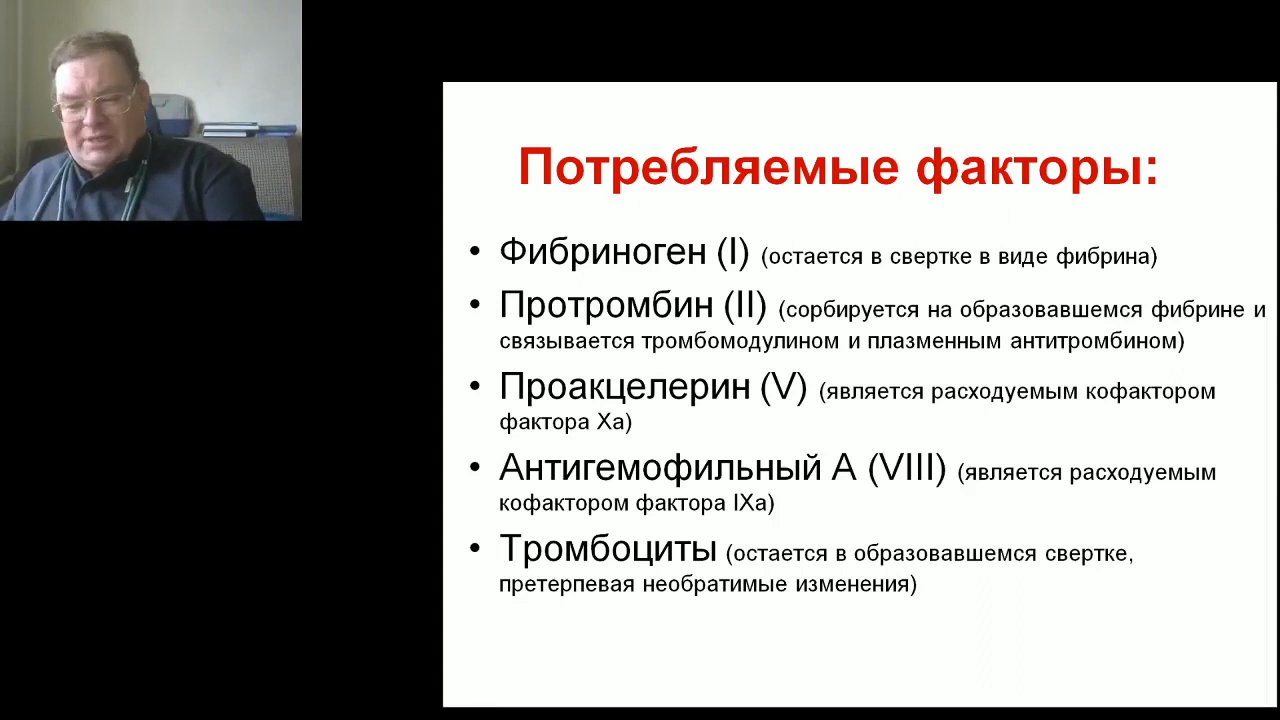 Потребляемые факторы:
• Фибриноген (I) (остается в свертке в виде фибрина)
• Протромбин (II) (сорбируется на образовавшемся фибрине и
связывается тромбомодулином и плазменным антитромбином)
• Проакцелерин (V) (является расходуемым кофактором
фактора Xa)
• Антигемофильный А (VIII) (является расходуемым
кофактором фактора IXa)
• Тромбоциты (остается в образовавшемся свертке,
претерпевая необратимые изменения)